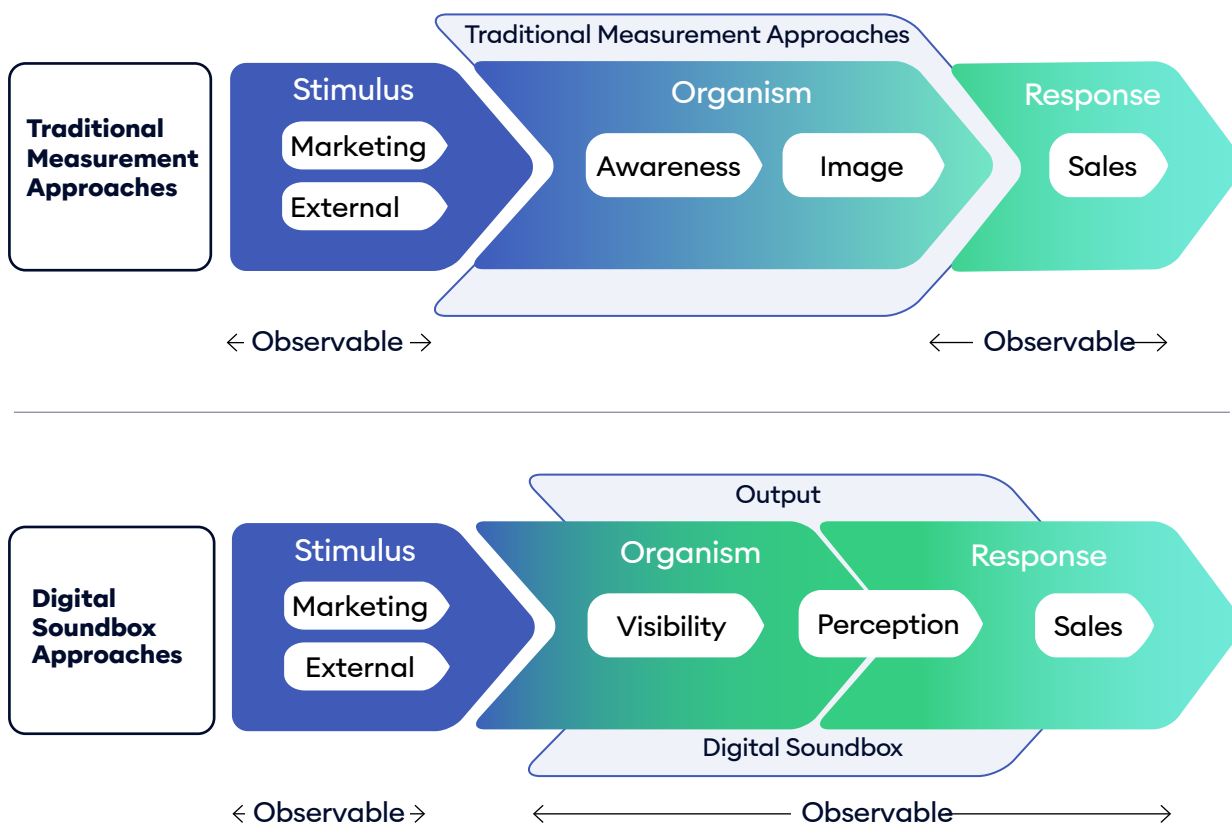 Traditional Measurement Approaches
Traditional
Measurement
Approaches
Stimulus
Marketing
External
Organism
Awareness
Image
Response
Sales
Observable
Observable
Output
Digital
Soundbox
Approaches
Stimulus
Marketing
External
Organism
Visibility
Perception
Response
Sales
Digital Soundbox
Observable
Observable